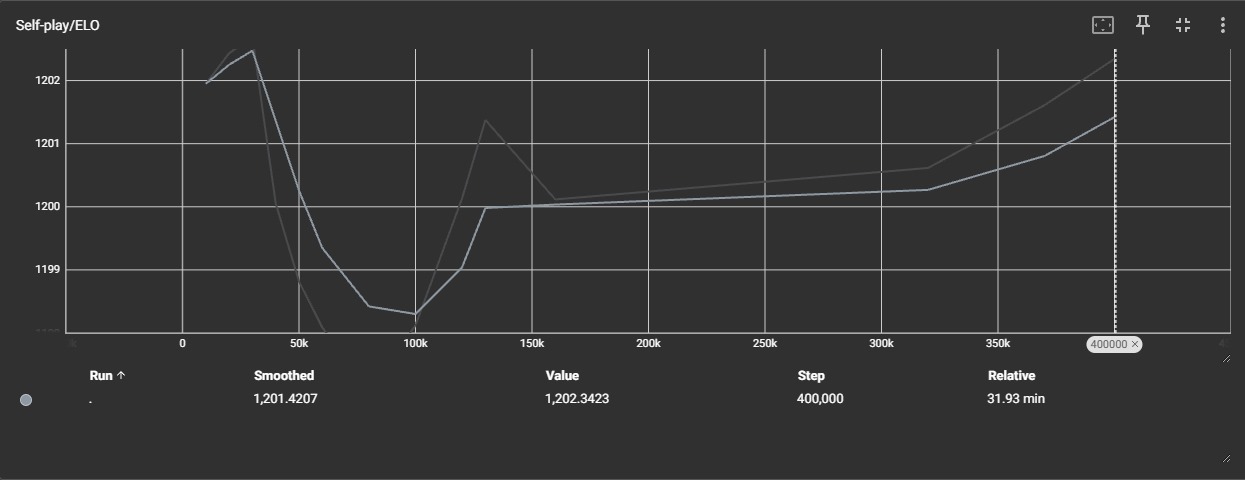 Self-play/ELO
1202
1201
1200
1199
0
50k
100k
150k
200k
250k
300k
350k
400000 ×
Run ↑ Smoothed Value Step Relative
. 1,201.4207 1,202.3423 400,000 31.93 min